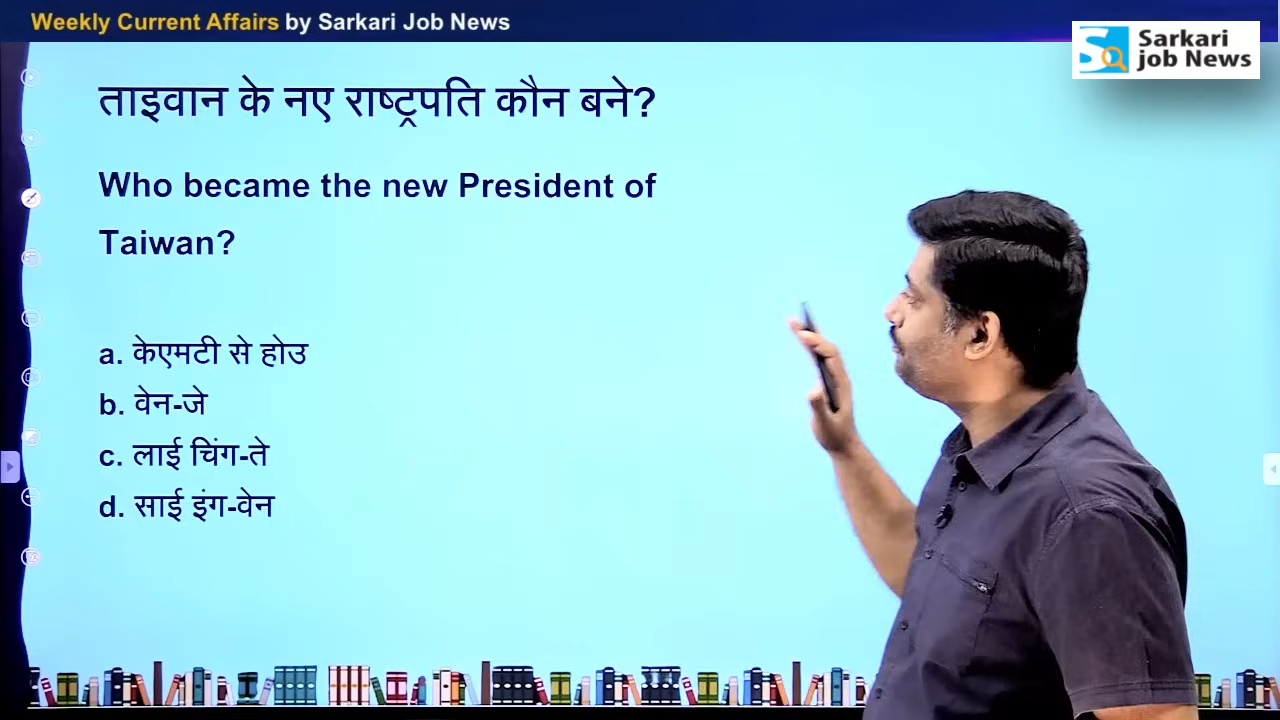 Weekly Current Affairs by Sarkari Job News
Sarkari
job News
ताइवान के नए राष्ट्रपति कौन बने?
Who became the new President of
Taiwan?
a. केएमटी से होउ
b. वेन-जे
c. लाई चिंग-ते
d. साई इंग-वेन